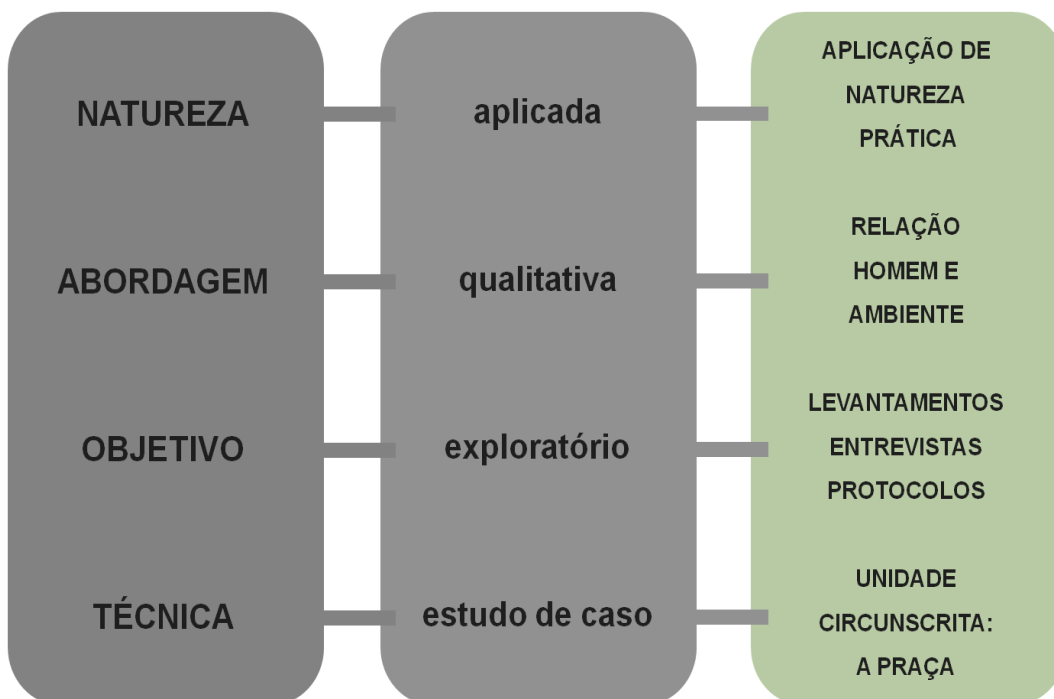 NATUREZA
aplicada
APLICAÇÃO DE
NATUREZA
PRÁTICA
ABORDAGEM
qualitativa
RELAÇÃO
HOMEM E
AMBIENTE
OBJETIVO
exploratório
LEVANTAMENTOS
ENTREVISTAS
PROTOCOLOS
TÉCNICA
estudo de caso
UNIDADE
CIRCUNSCRITA:
A PRAÇA